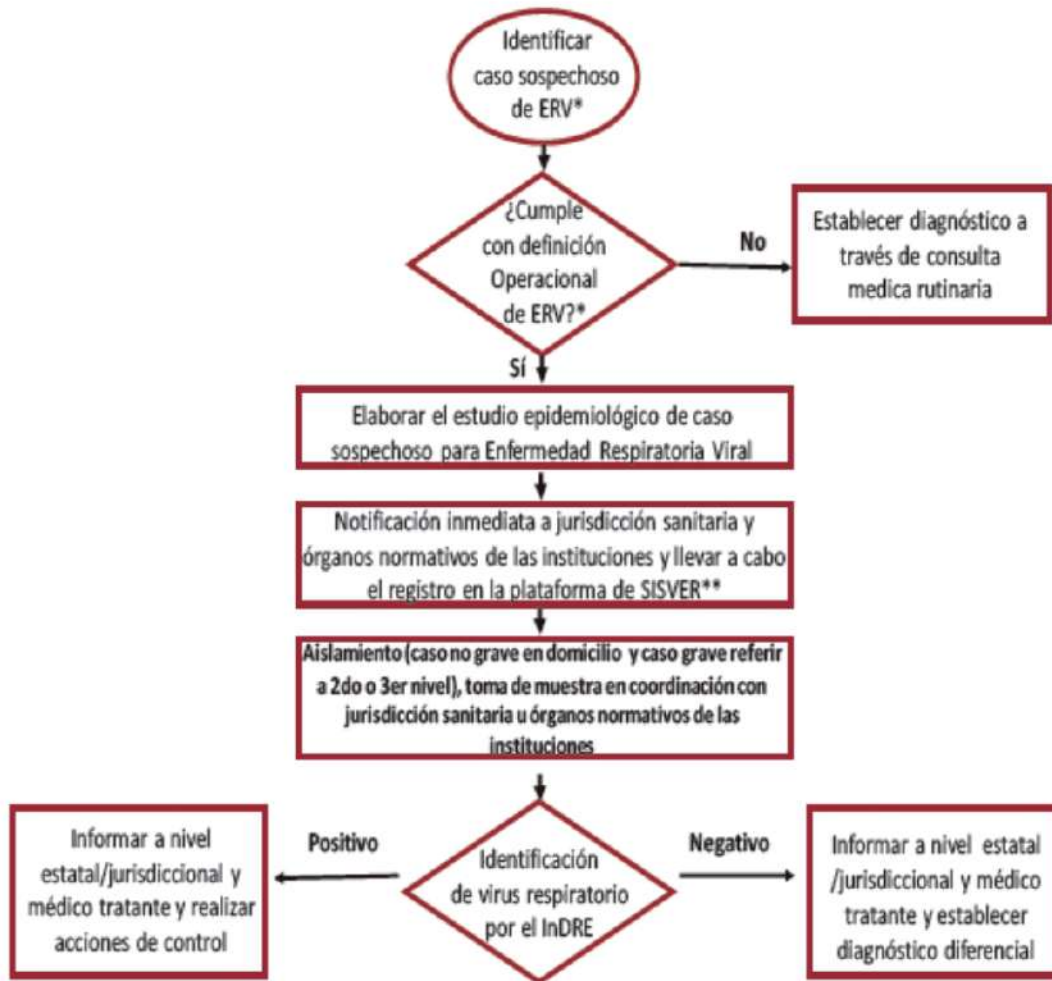 Identificar
caso sospechoso
de ERV*
¿Cumple
con definición
Operacional
de ERV?*
No
Establecer diagnóstico a
través de consulta
medica rutinaria
Sí
Elaborar el estudio epidemiológico de caso
sospechoso para Enfermedad Respiratoria Viral
Notificación inmediata a jurisdicción sanitaria y
órganos normativos de las instituciones y llevar a cabo
el registro en la plataforma de SISVER**
Aislamiento (caso no grave en domicilio y caso grave referir
a 2do o 3er nivel), toma de muestra en coordinación con
jurisdicción sanitaria u órganos normativos de las
instituciones
Identificación
de virus respiratorio
por el InDRE
Positivo
Informar a nivel
estatal/jurisdiccional y
médico tratante y realizar
acciones de control
Negativo
Informar a nivel estatal
/jurisdiccional y médico
tratante y establecer
diagnóstico diferencial